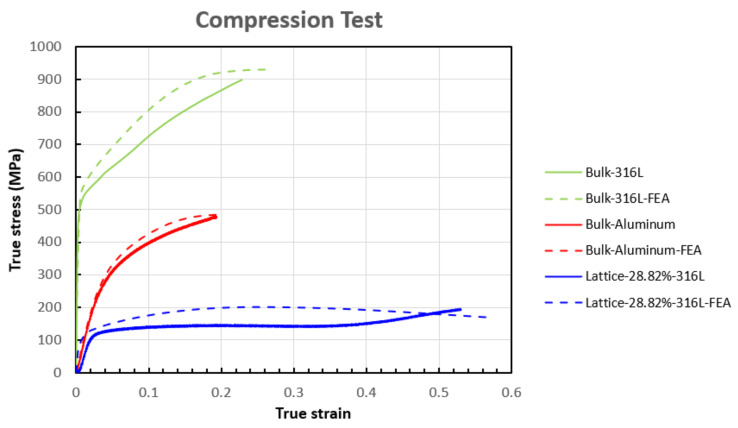 Compression Test
True stress (MPa)
1000
900
800
700
600
500
400
300
200
100
0
0 0.1 0.2 0.3 0.4 0.5 0.6
True strain
Bulk-316L
Bulk-316L-FEA
Bulk-Aluminum
Bulk-Aluminum-FEA
Lattice-28.82%-316L
Lattice-28.82%-316L-FEA